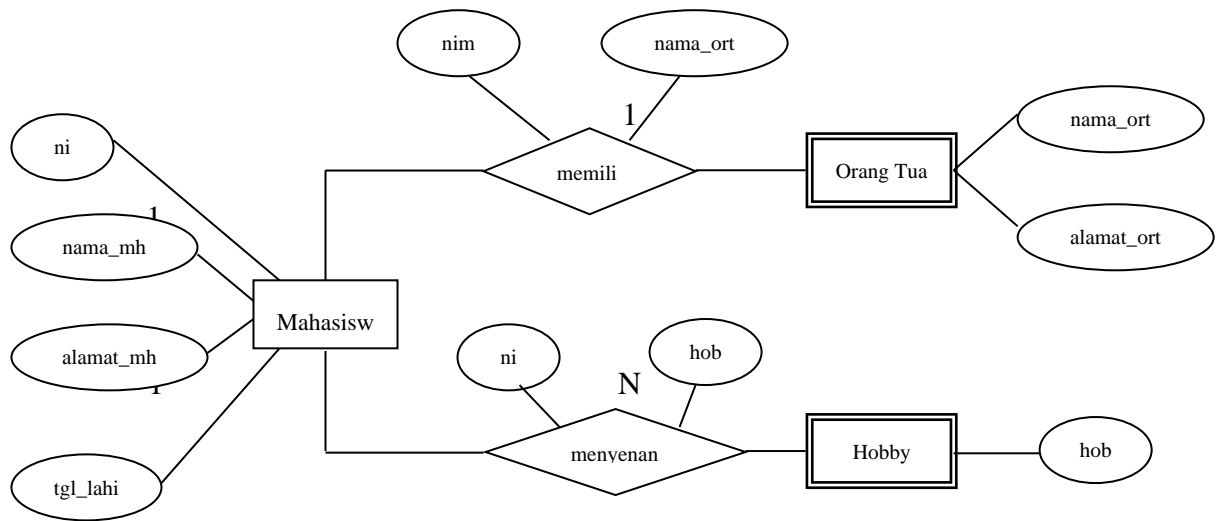 nim
nama_ort
1
nama_ort
ni
memili
Orang Tua
1
nama_mh
alamat_ort
Mahasisw
alamat_mh
1
ni
hob
N
menyenan
Hobby
hob
tgl_lahi